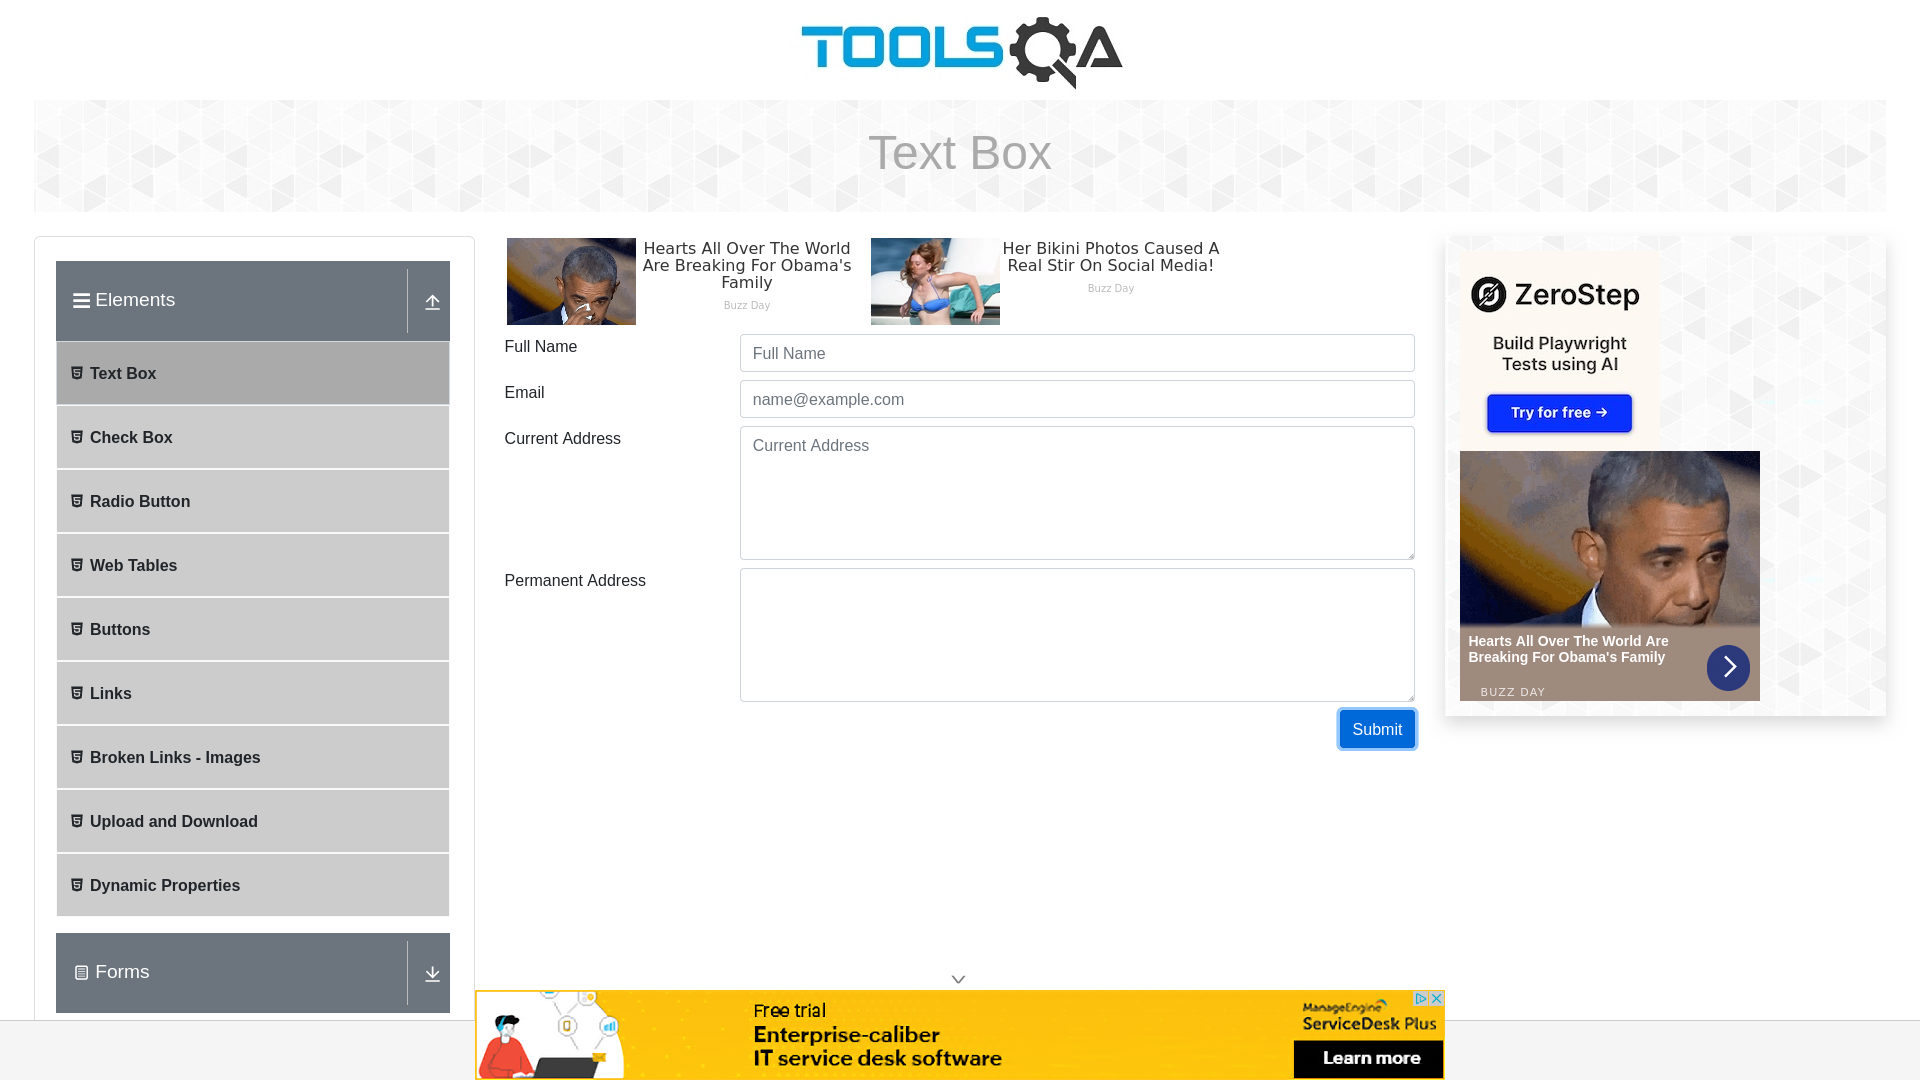 TOOLSQA
Text Box
Elements
Text Box
Check Box
Radio Button
Web Tables
Buttons
Links
Broken Links - Images
Upload and Download
Dynamic Properties
Forms
Hearts All Over The World
Are Breaking For Obama's
Family
Buzz Day
Her Bikini Photos Caused A
Real Stir On Social Media!
Buzz Day
Full Name
Full Name
Email
name@example.com
Current Address
Current Address
Permanent Address
Submit
ZeroStep
Build Playwright
Tests using AI
Try for free →
Hearts All Over The World Are
Breaking For Obama's Family
BUZZ DAY
Free trial
Enterprise-caliber
IT service desk software
ManageEngine
ServiceDesk Plus
Learn more